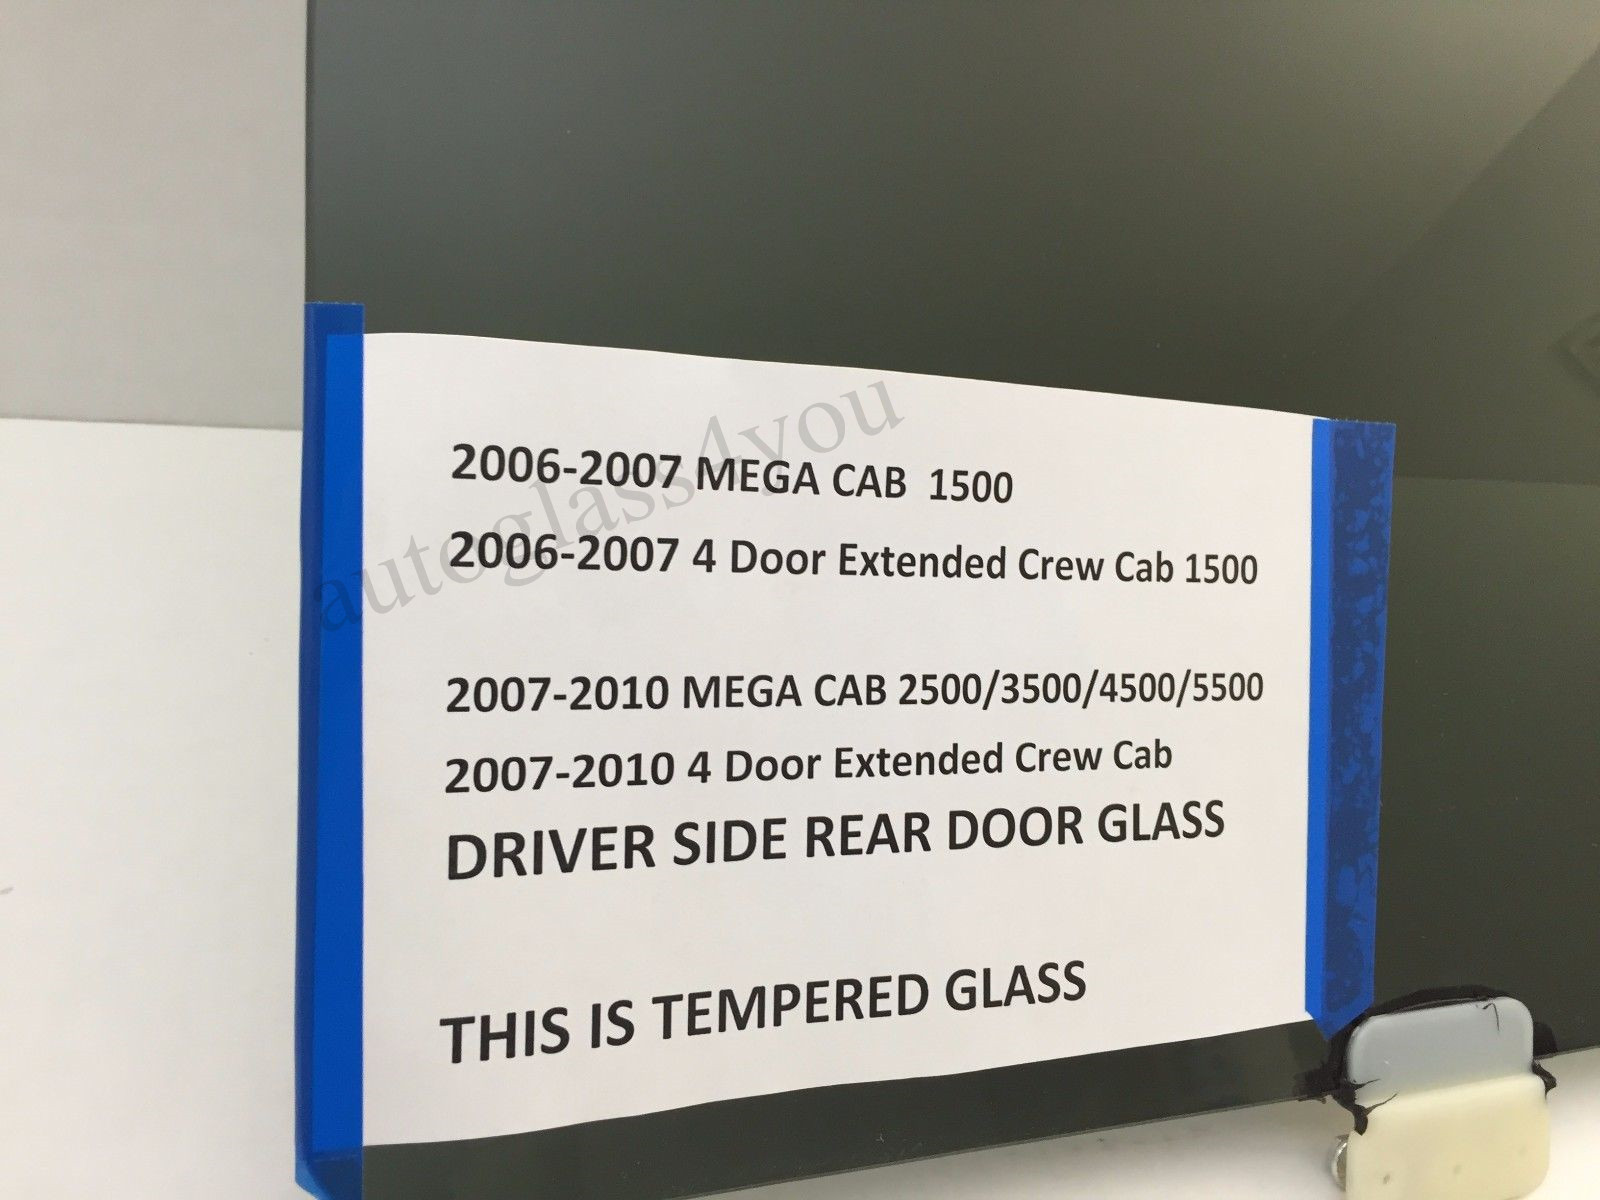 autoglass4you
2006-2007 MEGA CAB 1500
2006-2007 4 Door Extended Crew Cab 1500
2007-2010 MEGA CAB 2500/3500/4500/5500
2007-2010 4 Door Extended Crew Cab
DRIVER SIDE REAR DOOR GLASS
THIS IS TEMPERED GLASS